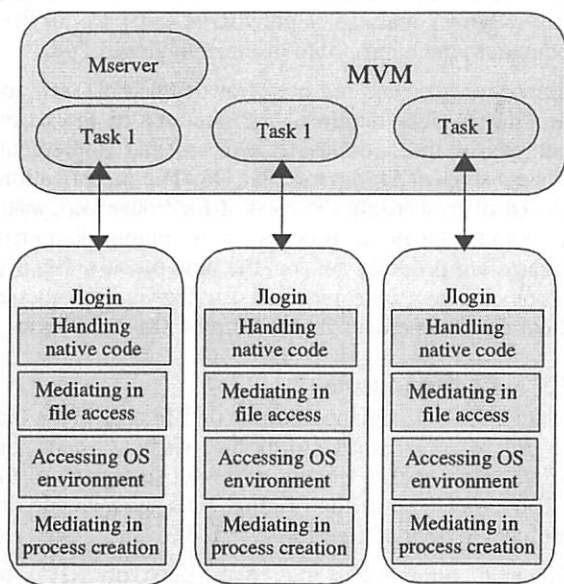 Mserver
MVM
Task 1
Task 1
Task 1
Jlogin
Handling
native code
Mediating in
file access
Accessing OS
environment
Mediating in
process creation
Jlogin
Handling
native code
Mediating in
file access
Accessing OS
environment
Mediating in
process creation
Jlogin
Handling
native code
Mediating in
file access
Accessing OS
environment
Mediating in
process creation